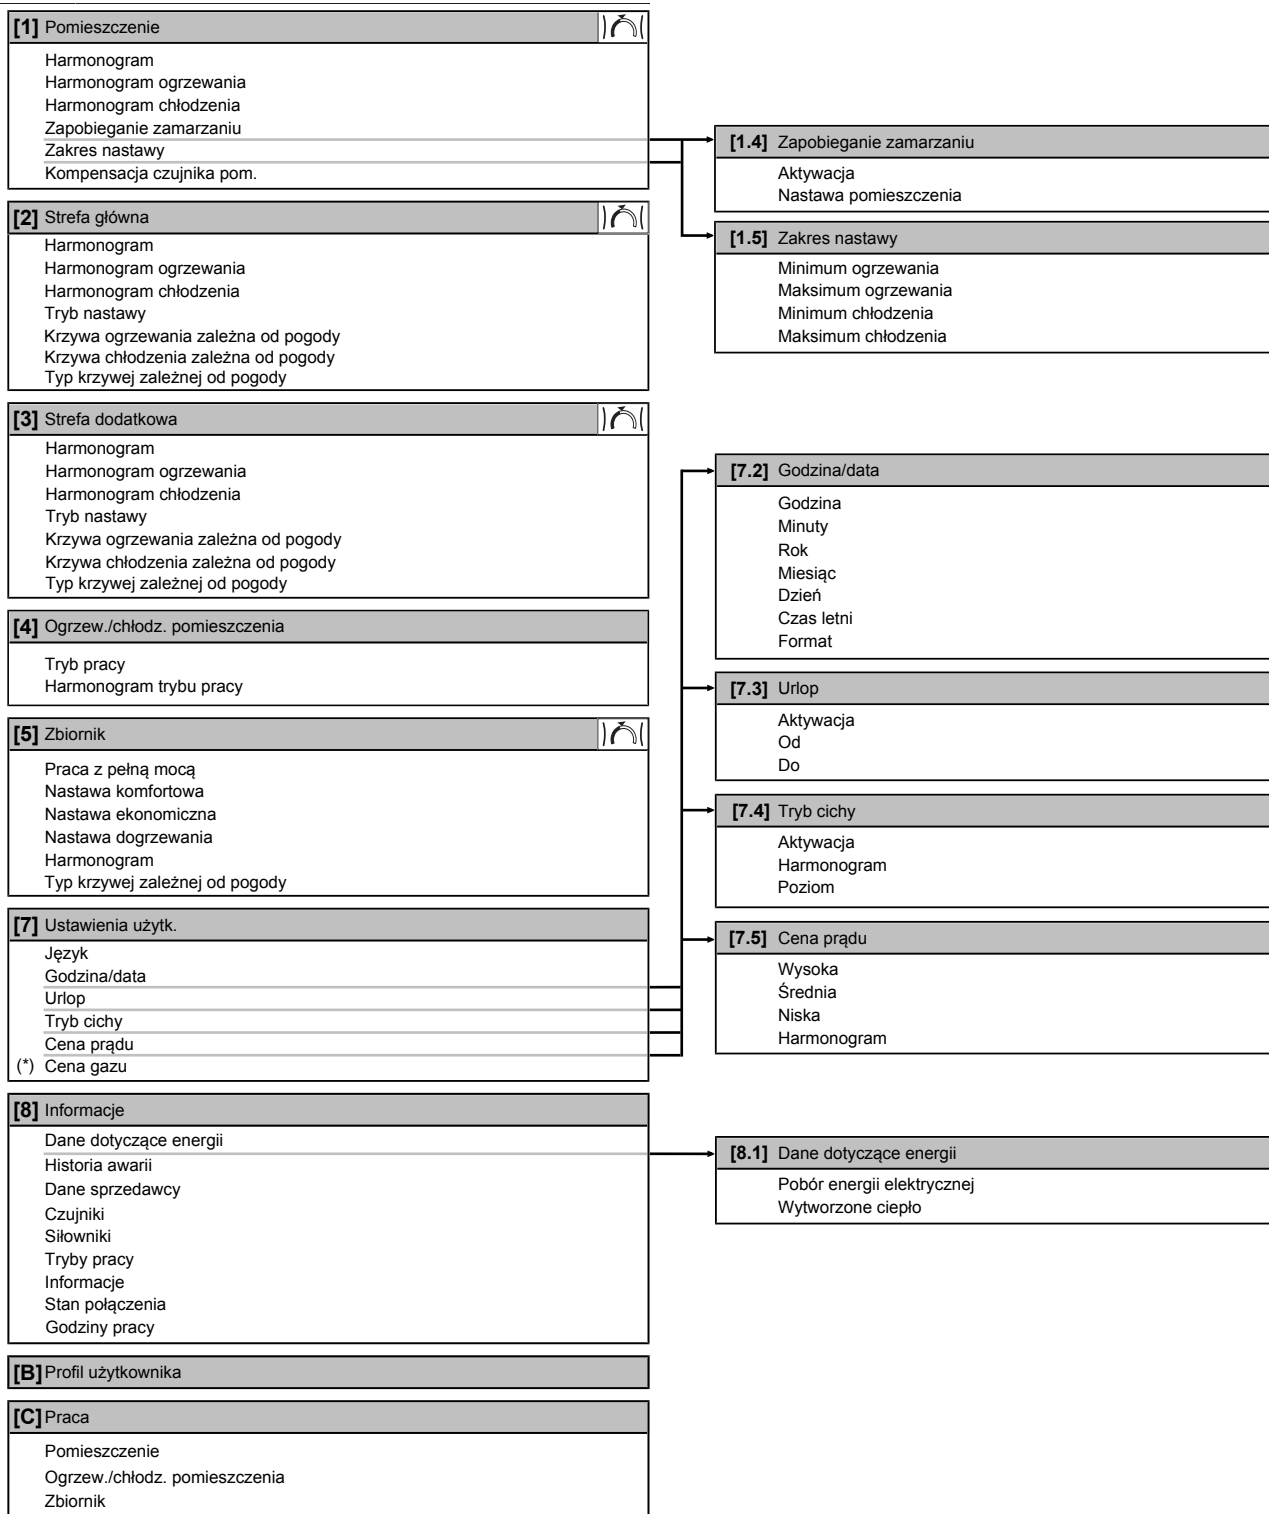 [1] Pomieszczenie
Harmonogram
Harmonogram ogrzewania
Harmonogram chłodzenia
Zapobieganie zamarzaniu
Zakres nastawy
Kompensacja czujnika pom.
[1.4] Zapobieganie zamarzaniu
Aktywacja
Nastawa pomieszczenia
[1.5] Zakres nastawy
Minimum ogrzewania
Maksimum ogrzewania
Minimum chłodzenia
Maksimum chłodzenia
[2] Strefa główna
Harmonogram
Harmonogram ogrzewania
Harmonogram chłodzenia
Tryb nastawy
Krzywa ogrzewania zależna od pogody
Krzywa chłodzenia zależna od pogody
Typ krzywej zależnej od pogody
[3] Strefa dodatkowa
Harmonogram
Harmonogram ogrzewania
Harmonogram chłodzenia
Tryb nastawy
Krzywa ogrzewania zależna od pogody
Krzywa chłodzenia zależna od pogody
Typ krzywej zależnej od pogody
[4] Ogrzew./chłodz. pomieszczenia
Tryb pracy
Harmonogram trybu pracy
[5] Zbiornik
Praca z pełną mocą
Nastawa komfortowa
Nastawa ekonomiczna
Nastawa dogrzewania
Harmonogram
Typ krzywej zależnej od pogody
[7] Ustawienia użytk.
Język
Godzina/data
Urlop
Tryb cichy
Cena prądu
(*) Cena gazu
[7.2] Godzina/data
Godzina
Minuty
Rok
Miesiąc
Dzień
Czas letni
Format
[7.3] Urlop
Aktywacja
Od
Do
[7.4] Tryb cichy
Aktywacja
Harmonogram
Poziom
[7.5] Cena prądu
Wysoka
Średnia
Niska
Harmonogram
[8] Informacje
Dane dotyczące energii
Historia awarii
Dane sprzedawcy
Czujniki
Siłowniki
Tryby pracy
Informacje
Stan połączenia
Godziny pracy
[8.1] Dane dotyczące energii
Pobór energii elektrycznej
Wytworzone ciepło
[B] Profil użytkownika
[C] Praca
Pomieszczenie
Ogrzew./chłodz. pomieszczenia
Zbiornik